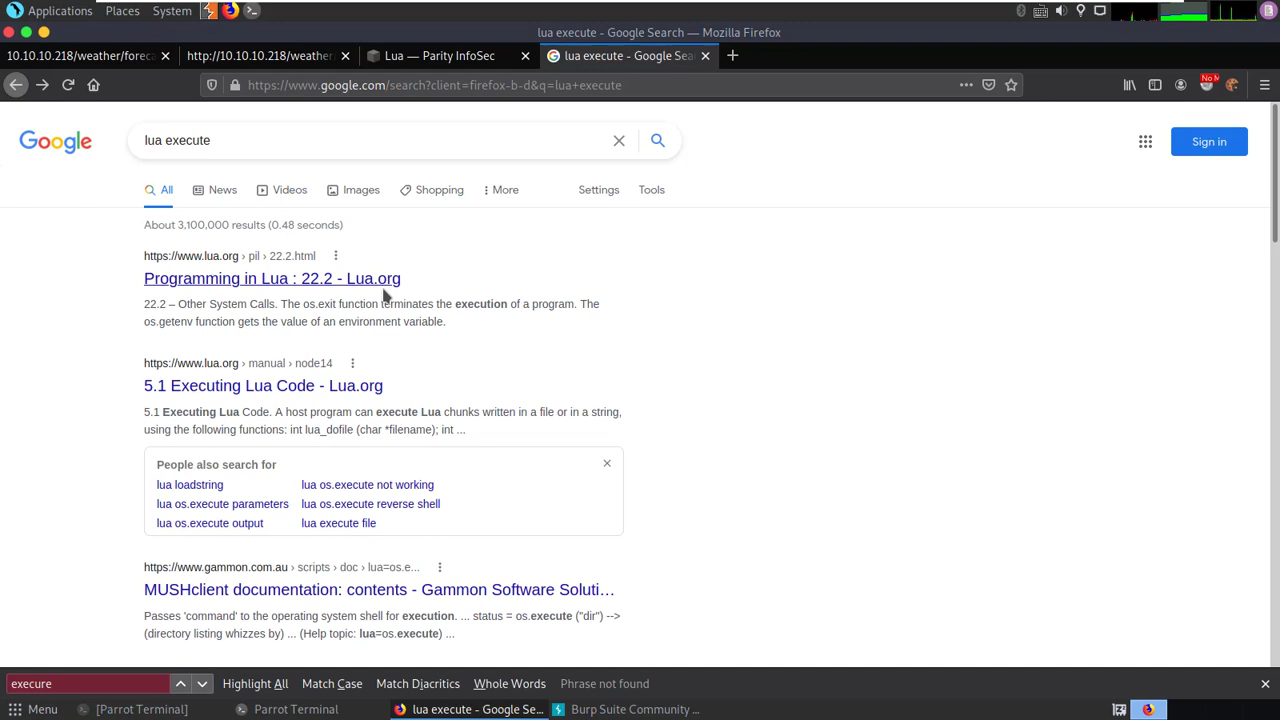 Applications Places System
lua execute - Google Search — Mozilla Firefox
10.10.10.218/weather/foreca
http://10.10.10.218/weather
Lua — Parity InfoSec
lua execute - Google Sea
https://www.google.com/search?client=firefox-b-d&q=lua+execute
Google
lua execute
Sign in
All
News
Videos
Images
Shopping
More
Settings
Tools
About 3,100,000 results (0.48 seconds)
https://www.lua.org › pil › 22.2.html
Programming in Lua : 22.2 - Lua.org
22.2 – Other System Calls. The os.exit function terminates the execution of a program. The
os.getenv function gets the value of an environment variable.
https://www.lua.org › manual › node14
5.1 Executing Lua Code - Lua.org
5.1 Executing Lua Code. A host program can execute Lua chunks written in a file or in a string,
using the following functions: int lua_dofile (char *filename); int ...
People also search for
lua loadstring
lua os.execute not working
lua os.execute parameters
lua os.execute reverse shell
lua os.execute output
lua execute file
https://www.gammon.com.au › scripts › doc › lua=os.e...
MUSHclient documentation: contents - Gammon Software Soluti…
Passes 'command' to the operating system shell for execution. ... status = os.execute ("dir") -->
(directory listing whizzes by) ... (Help topic: lua=os.execute) ...
execure
Highlight All
Match Case
Match Diacritics
Whole Words
Phrase not found
Menu
[Parrot Terminal]
Parrot Terminal
lua execute - Google Se...
Burp Suite Community ...